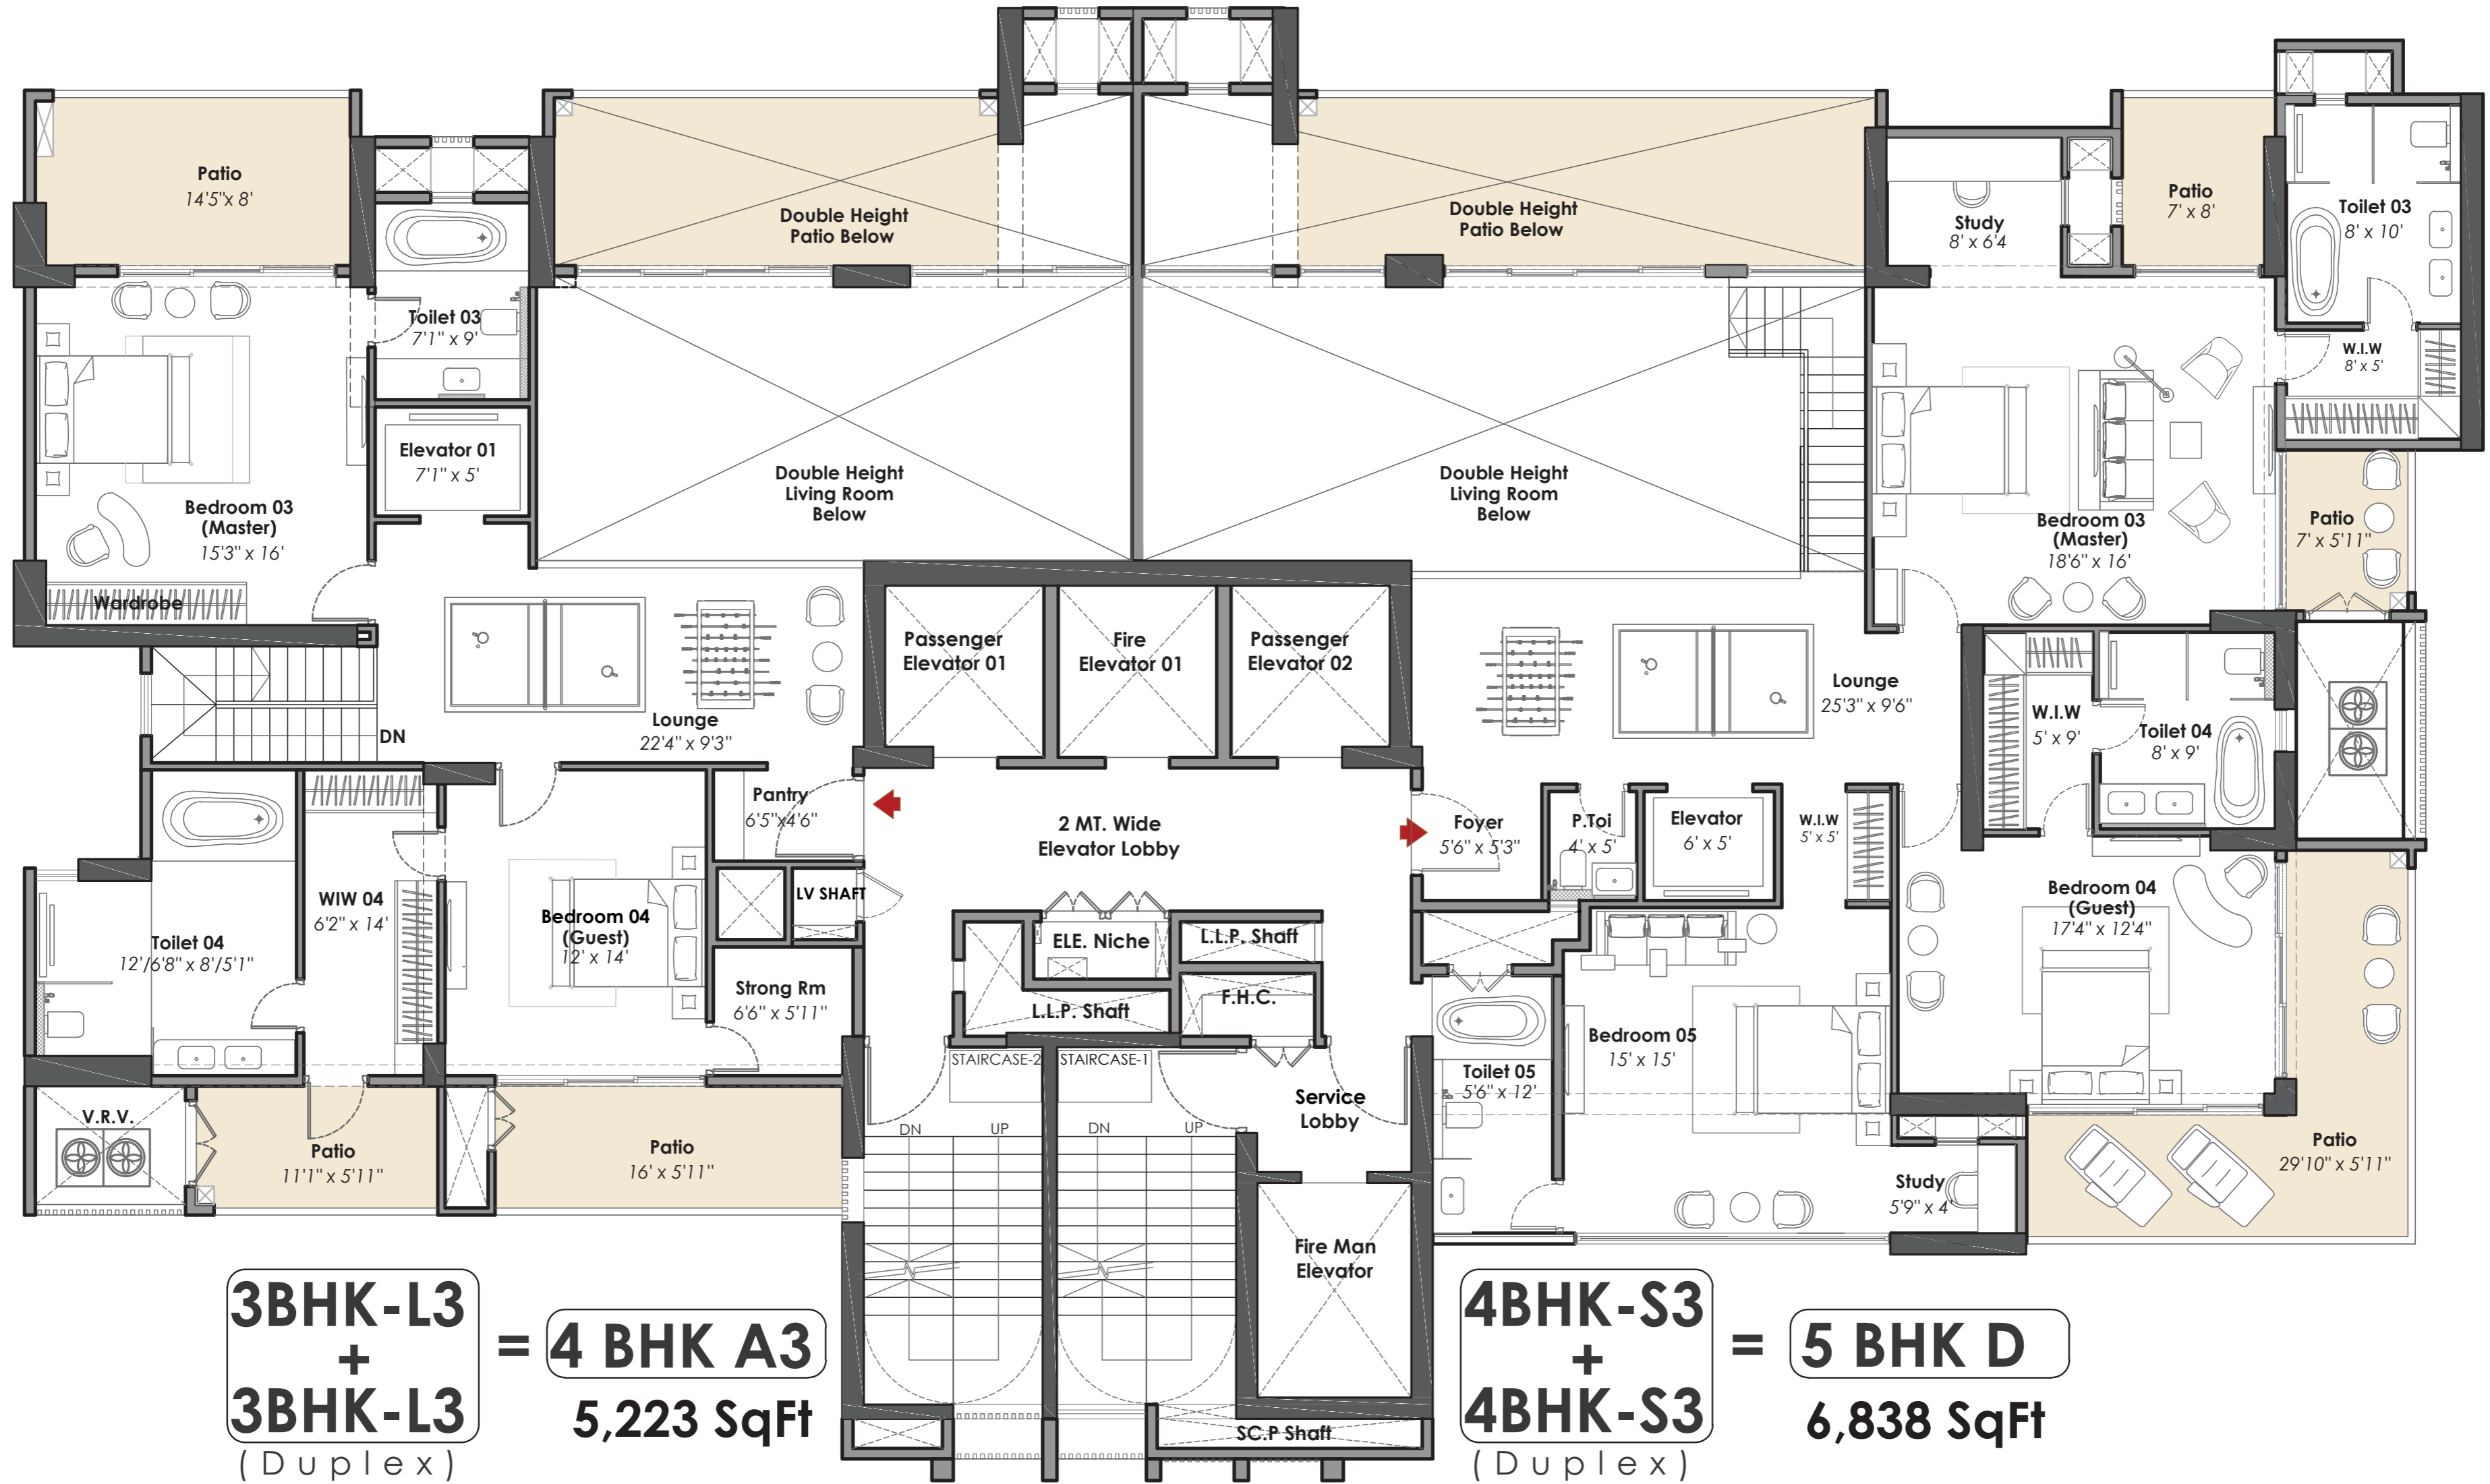 Patio
14'5"x 8'
Toilet 03
7'1" x 9'
Elevator 01
7'1" x 5'
Bedroom 03
(Master)
15'3" x 16'
Wardrobe
Double Height
Patio Below
Double Height
Living Room
Below
Double Height
Patio Below
Double Height
Living Room
Below
Study
8' x 6'4
Patio
7' x 8'
Toilet 03
8' x 10'
W.I.W
8' x 5'
Bedroom 03
(Master)
18'6" x 16'
Patio
7' x 5'11"
DN
Lounge
22'4" x 9'3"
Passenger
Elevator 01
Fire
Elevator 01
Passenger
Elevator 02
Lounge
25'3" x 9'6"
W.I.W
5' x 9'
Toilet 04
8' x 9'
Pantry
6'5"x4'6"
2 MT. Wide
Elevator Lobby
Foyer
5'6" x 5'3"
P.Toi
4' x 5'
Elevator
6' x 5'
W.I.W
5' x 5'
Toilet 04
12'/6'8" x 8'/5'1"
WIW 04
6'2" x 14'
Bedroom 04
(Guest)
12' x 14'
LV SHAFT
Strong Rm
6'6" x 5'11"
ELE. Niche
L.L.P. Shaft
L.L.P. Shaft
F.H.C.
Bedroom 04
(Guest)
17'4" x 12'4"
Bedroom 05
15' x 15'
Toilet 05
5'6" x 12'
STAIRCASE-2
STAIRCASE-1
Service
Lobby
DN
UP
DN
UP
V.R.V.
Patio
11'1" x 5'11"
Patio
16' x 5'11"
Study
5'9" x 4'
Patio
29'10" x 5'11"
Fire Man
Elevator
SC.P Shaft
3BHK-L3
+
3BHK-L3
(Duplex)
= 4 BHK A3
5,223 SqFt
4BHK-S3
+
4BHK-S3
(Duplex)
= 5 BHK D
6,838 SqFt